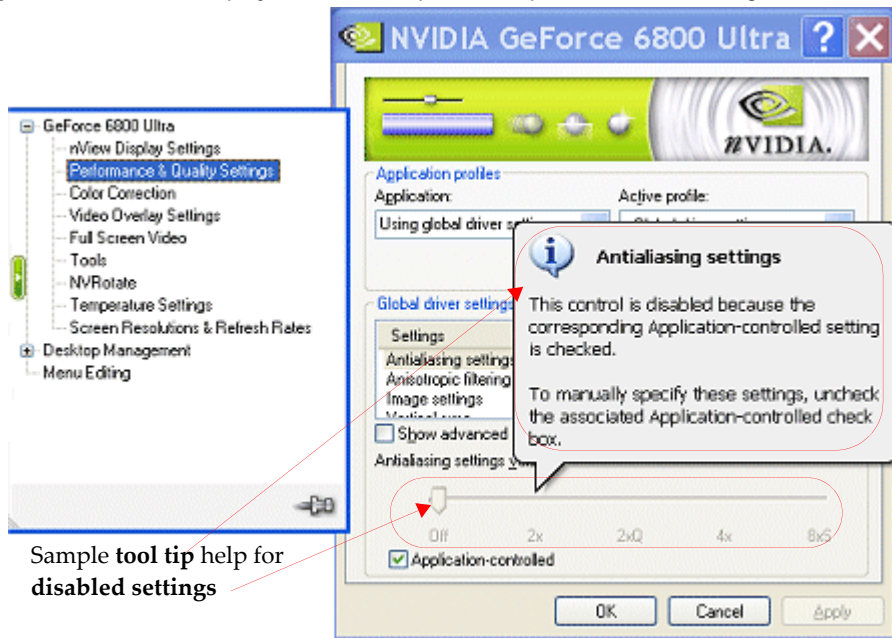 NVIDIA GeForce 6800 Ultra
NVIDIA.
GeForce 6800 Ultra
nView Display Settings
Performance & Quality Settings
Color Correction
Video Overlay Settings
Full Screen Video
Tools
NVRotate
Temperature Settings
Screen Resolutions & Refresh Rates
Desktop Management
Menu Editing
Application profiles
Application:
Active profile:
Using global driver
Antialiasing settings
This control is disabled because the
corresponding Application-controlled setting
is checked.
To manually specify these settings, uncheck
the associated Application-controlled check
box.
Global driver settings
Settings
Antialiasing settings
Anisotropic filtering
Image settings
Show advanced
Antialiasing settings
Off 2x 2xQ 4x 8xS
Application-controlled
OK Cancel Apply
Sample tool tip help for
disabled settings